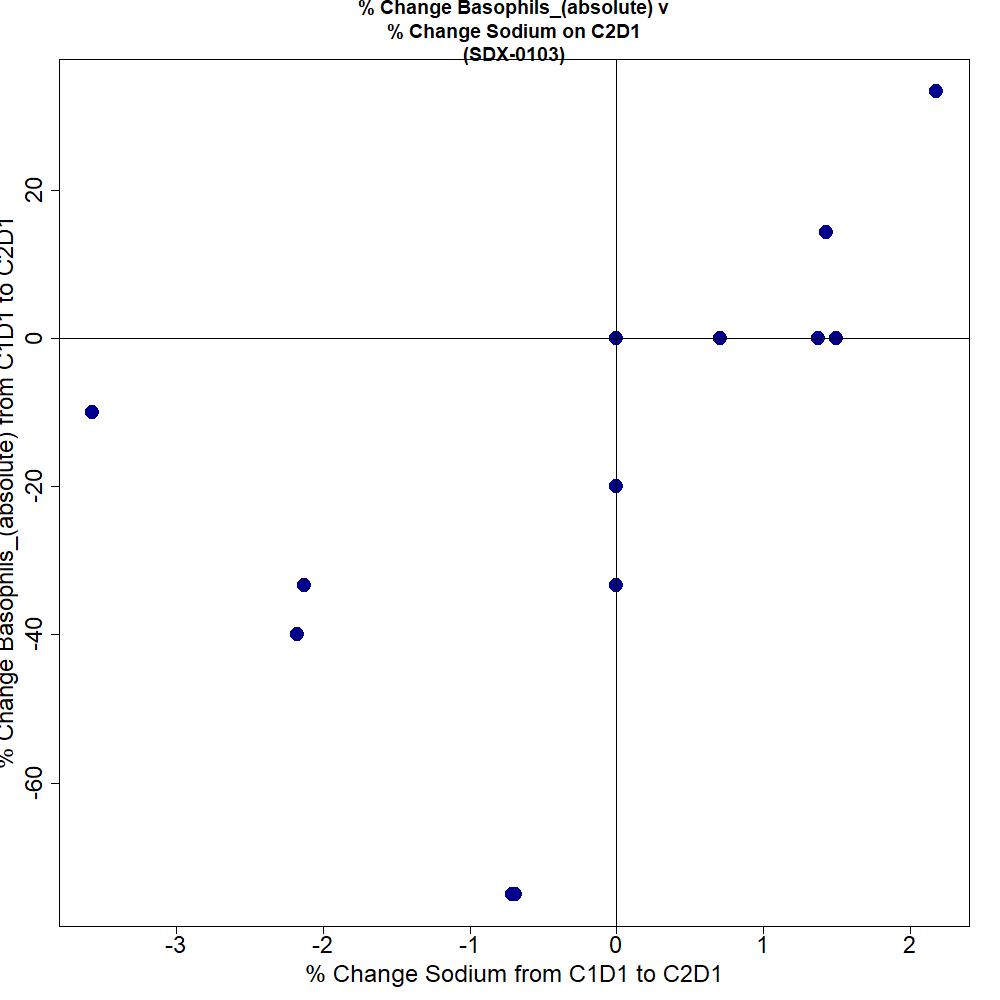 % Change Basophils_(absolute) v
% Change Sodium on C2D1
(SDX-0103)
% Change Basophils_(absolute) from C1D1 to C2D1
20
0
-20
-40
-60
-3
-2
-1
0
1
2
% Change Sodium from C1D1 to C2D1